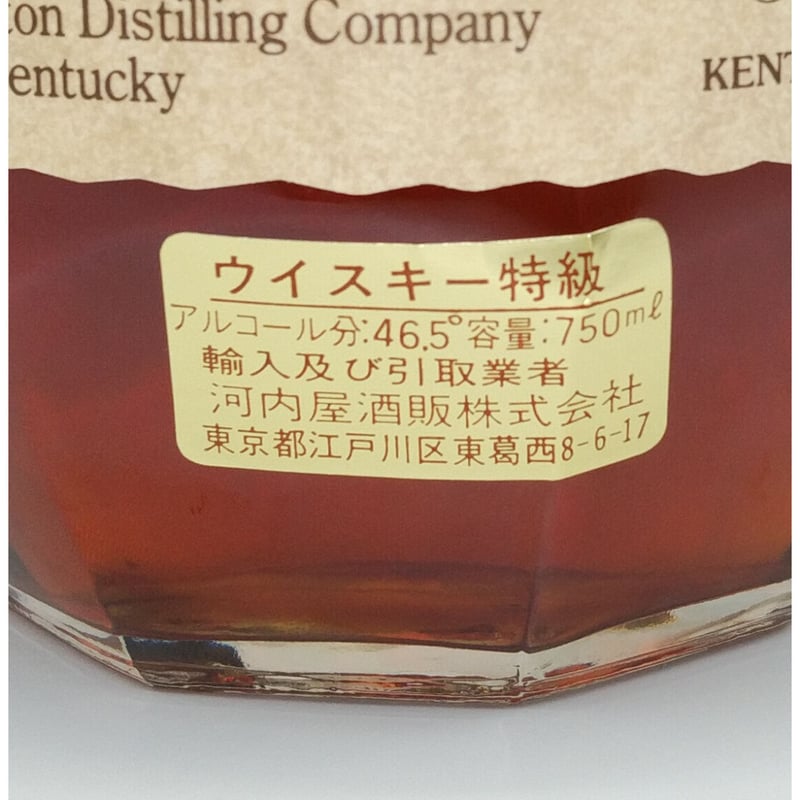 Distilling Company
KENT
ウイスキー特級
アルコール分:46.5°容量:750ml
輸入及び引取業者
河内屋酒販株式会社
東京都江戸川区東葛西8-6-17